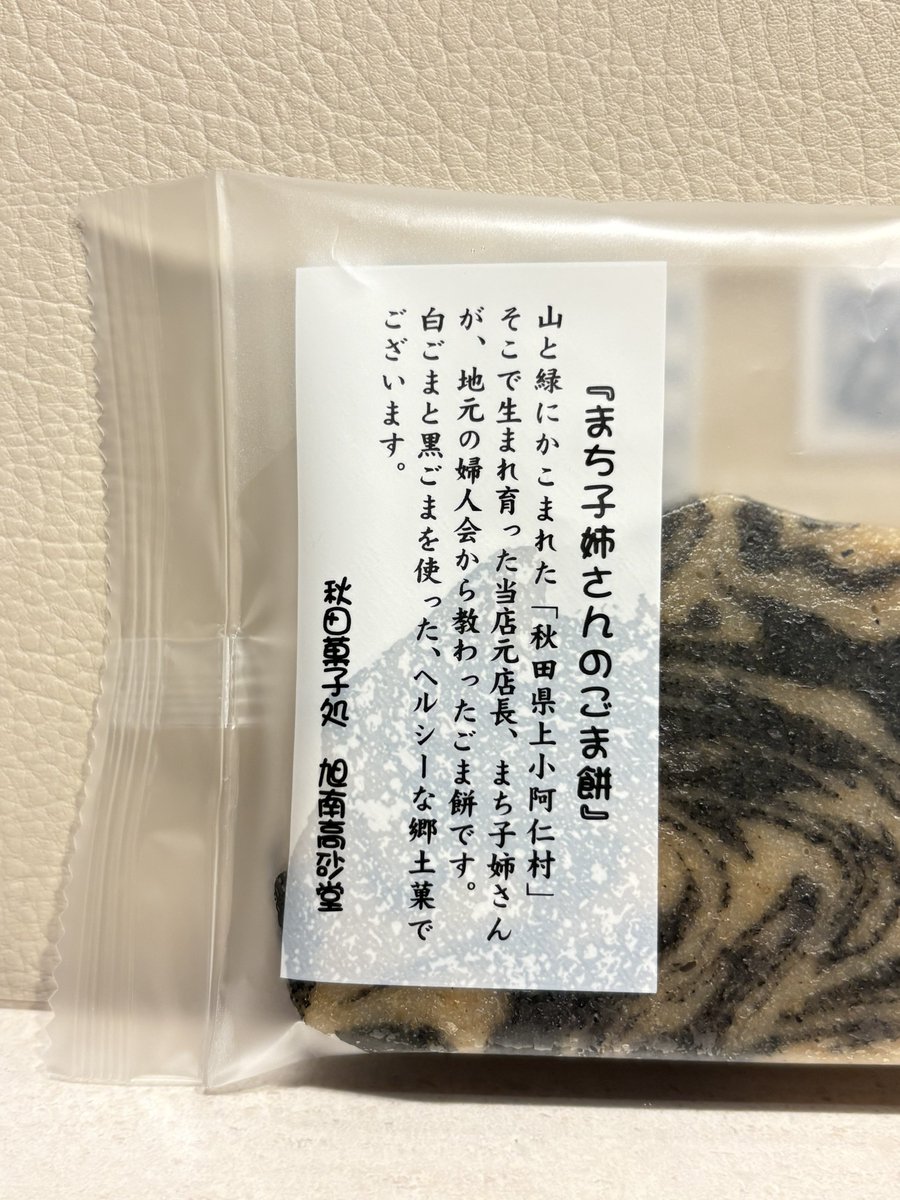 『まち子姉さんのごま餅』
山と緑にかこまれた「秋田県上小阿仁村」
そこで生まれ育った当店元店長、まち子姉さん
が、地元の婦人会から教わったごま餅です。
白ごまと黒ごまを使った、ヘルシーな郷土菓で
ございます。
秋田菓子処 旭南高砂堂